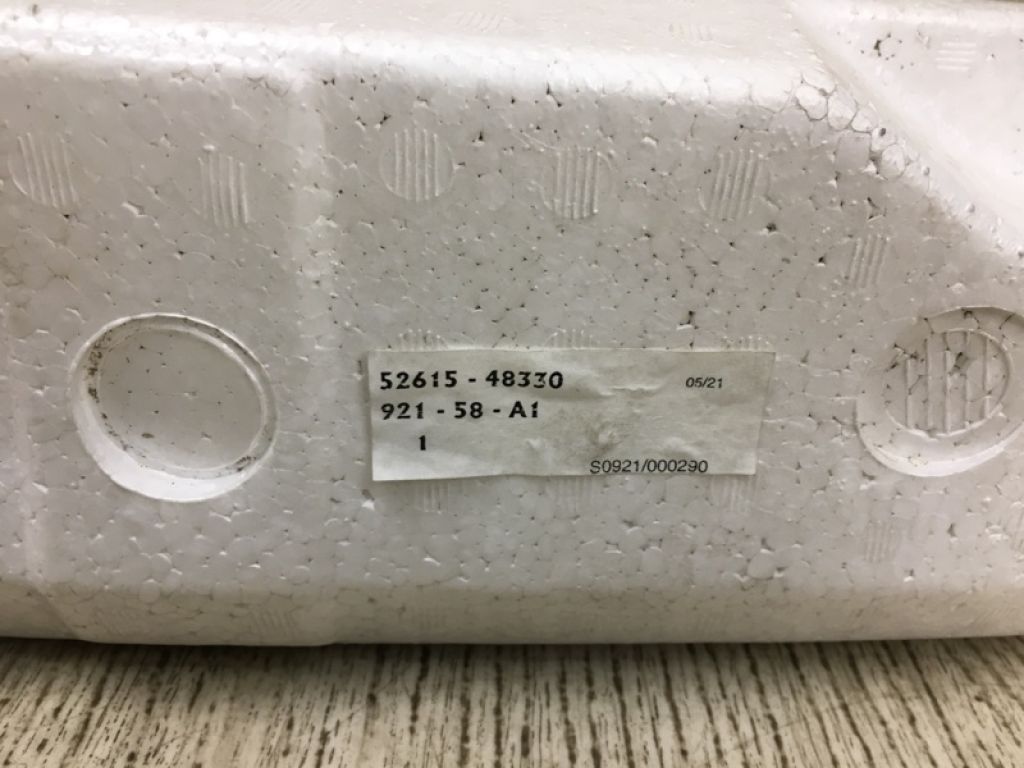 52615 - 48330 05/21
921 - 58 - A1
1
S0921/000290